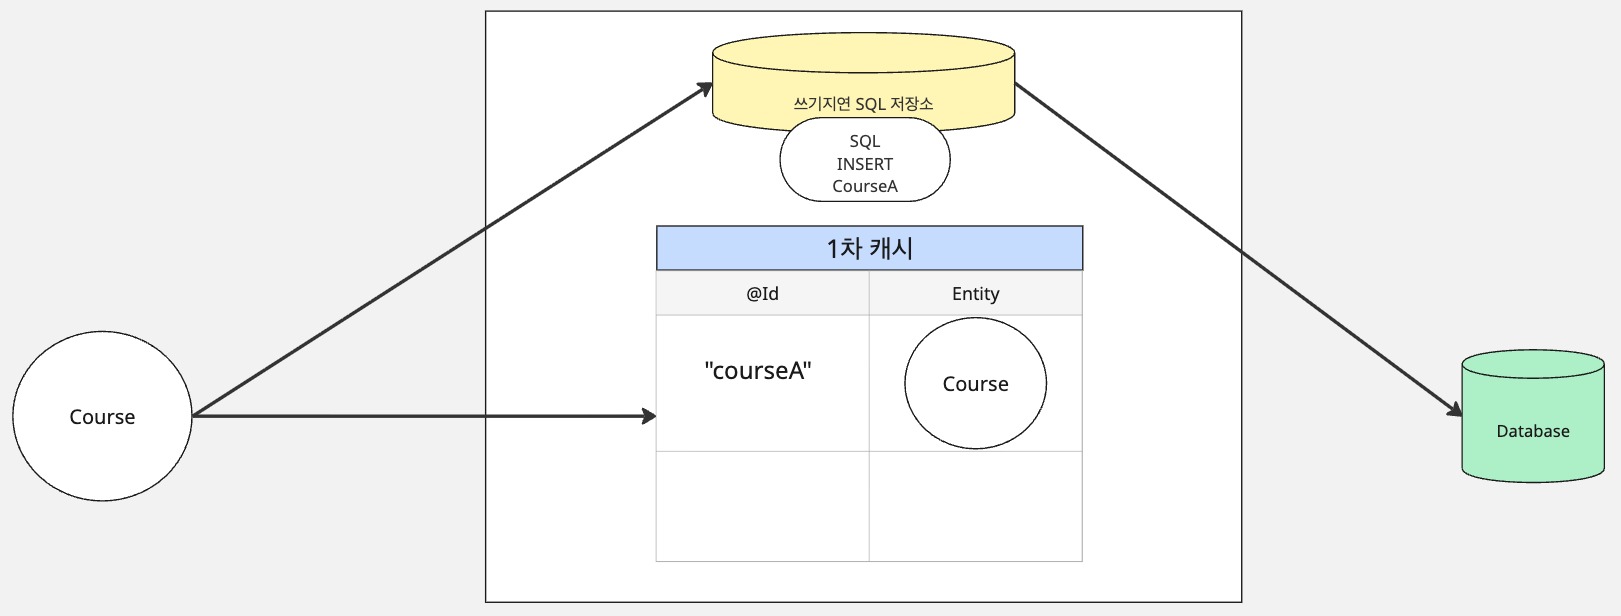 쓰기지연 SQL 저장소
SQL
INSERT
CourseA
1차 캐시
@Id
Entity
"courseA"
Course
Course
Database